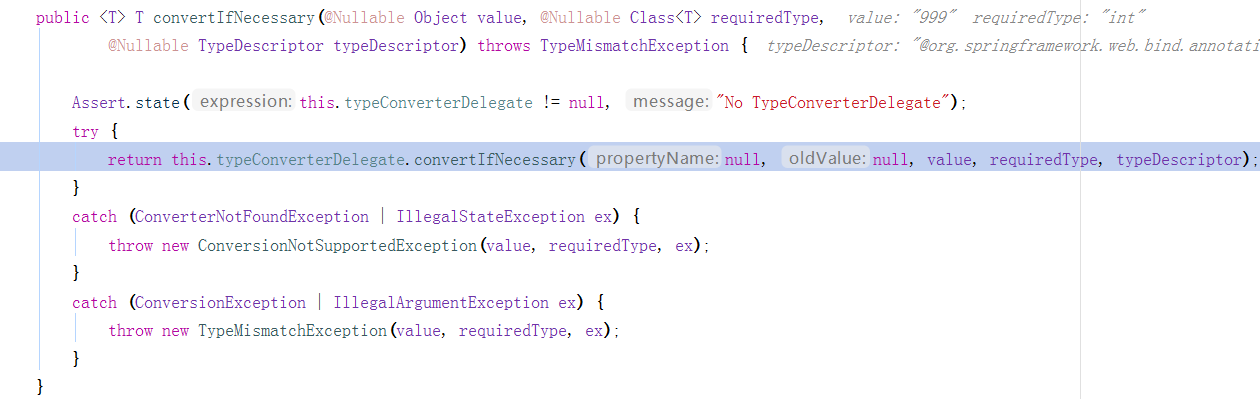 public <T> T convertIfNecessary(@Nullable Object value, @Nullable Class<T> requiredType, value: "999" requiredType: "int"
@Nullable TypeDescriptor typeDescriptor) throws TypeMismatchException { typeDescriptor: "@org.springframework.web.bind.annotati
Assert.state( expression: this.typeConverterDelegate != null, message: "No TypeConverterDelegate");
try {
return this.typeConverterDelegate.convertIfNecessary( propertyName: null, oldValue: null, value, requiredType, typeDescriptor);
}
catch (ConverterNotFoundException | IllegalStateException ex) {
throw new ConversionNotSupportedException(value, requiredType, ex);
}
catch (ConversionException | IllegalArgumentException ex) {
throw new TypeMismatchException(value, requiredType, ex);
}
}